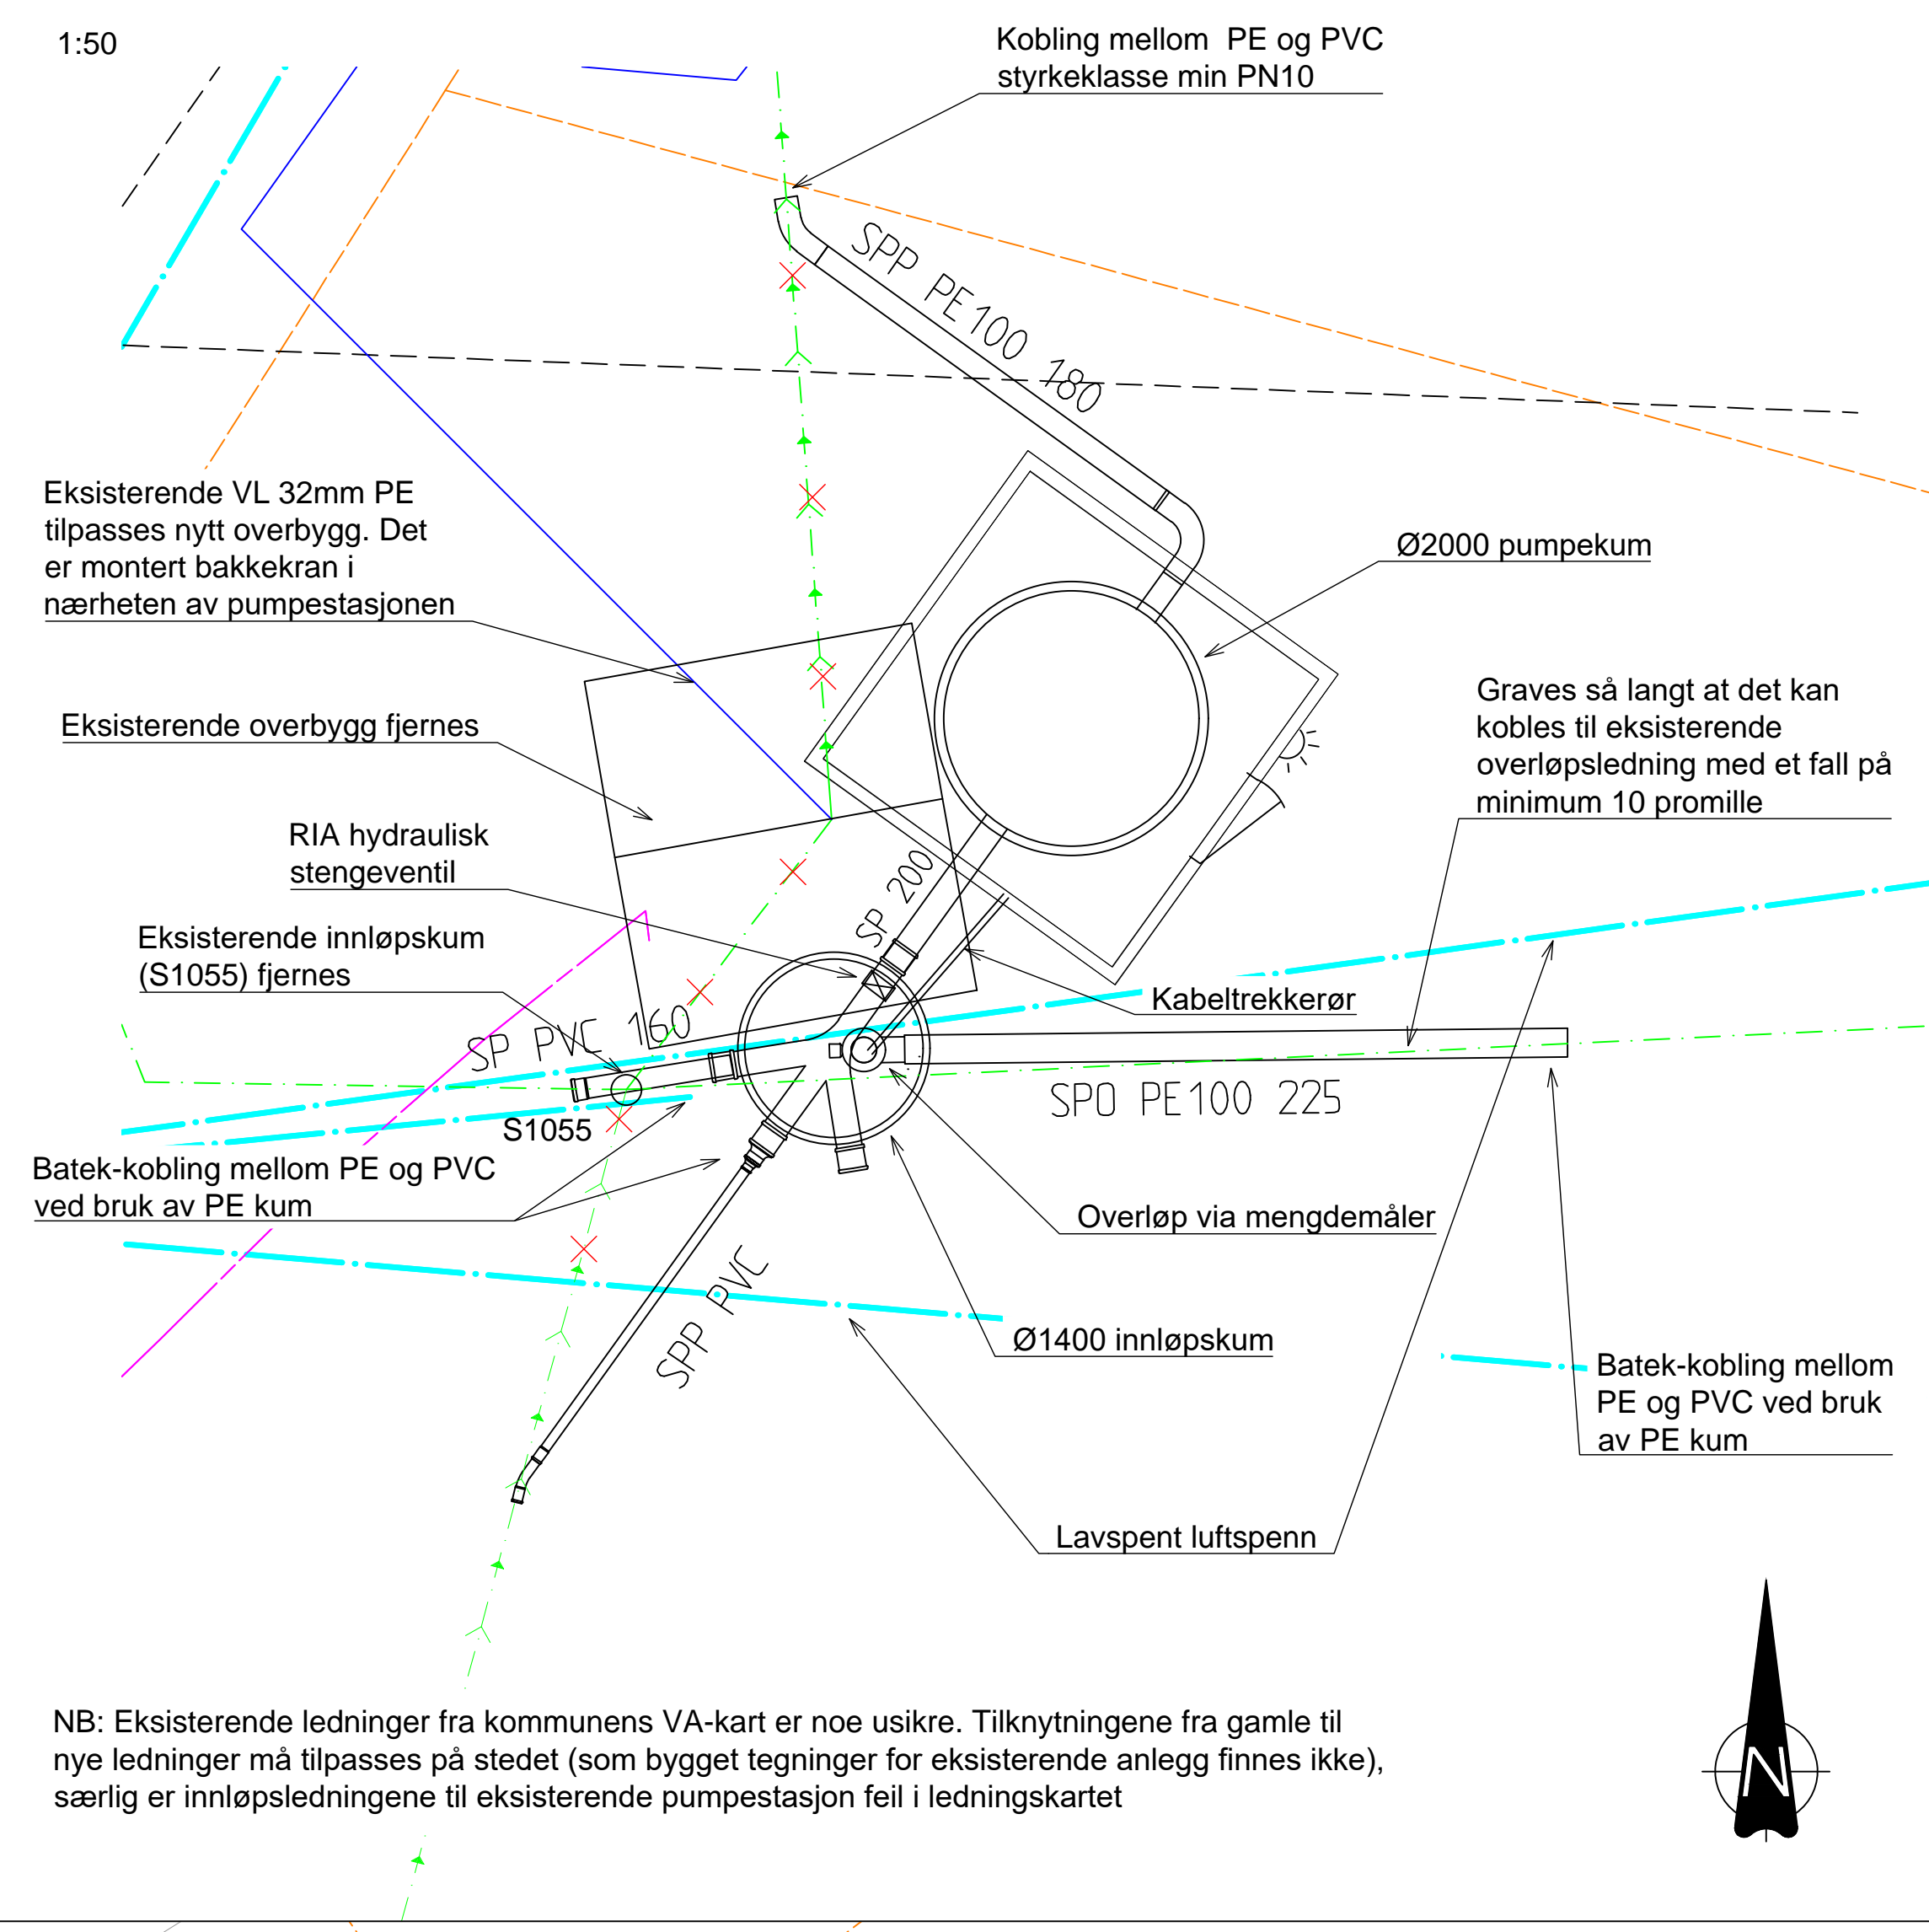 1:50
Kobling mellom PE og PVC
styrkeklasse min PN10
SPP PE100 180
Eksisterende VL 32mm PE
tilpasses nytt overbygg. Det
er montert bakkekran i
nærheten av pumpestasjonen
Ø2000 pumpekum
Graves så langt at det kan
kobles til eksisterende
overløpsledning med et fall på
minimum 10 promille
Eksisterende overbygg fjernes
RIA hydraulisk
stengeventil
SP 200
Eksisterende innløpskum
(S1055) fjernes
Kabeltrekkerør
SP PVC 160
SPO PE100 225
S1055
Batek-kobling mellom PE og PVC
ved bruk av PE kum
Overløp via mengdemåler
SPP PVC
Ø1400 innløpskum
Batek-kobling mellom
PE og PVC ved bruk
av PE kum
Lavspent luftspenn
NB: Eksisterende ledninger fra kommunens VA-kart er noe usikre. Tilknytningene fra gamle til
nye ledninger må tilpasses på stedet (som bygget tegninger for eksisterende anlegg finnes ikke),
særlig er innløpsledningene til eksisterende pumpestasjon feil i ledningskartet
N